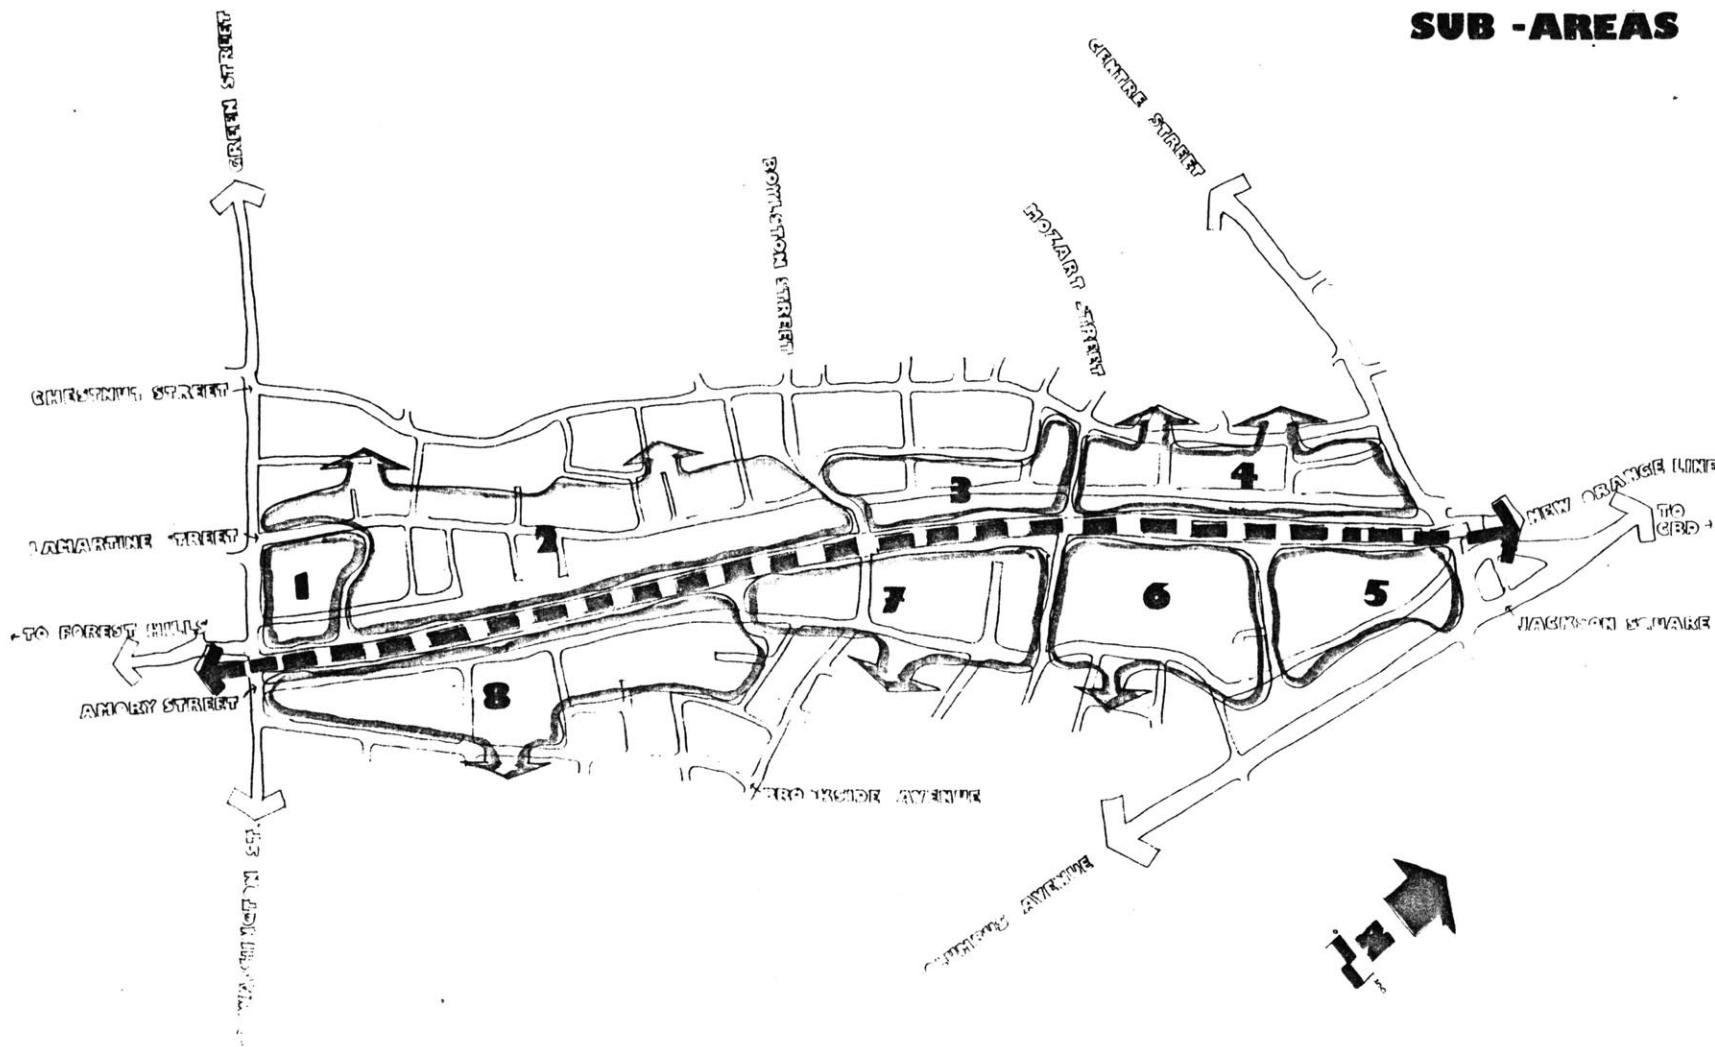 SUB -AREAS
GREEN STREET
CENTRE STREET
BOYLSTON STREET
MOZART STREET
CHESTNUT STREET
4
3
NEW ORANGE LINE
TO
CBD
LAMARTINE STREET
2
1
7
6
5
TO FOREST HILLS
JACKSON SQUARE
8
AMORY STREET
BROOKSIDE AVENUE
AVENUE
N